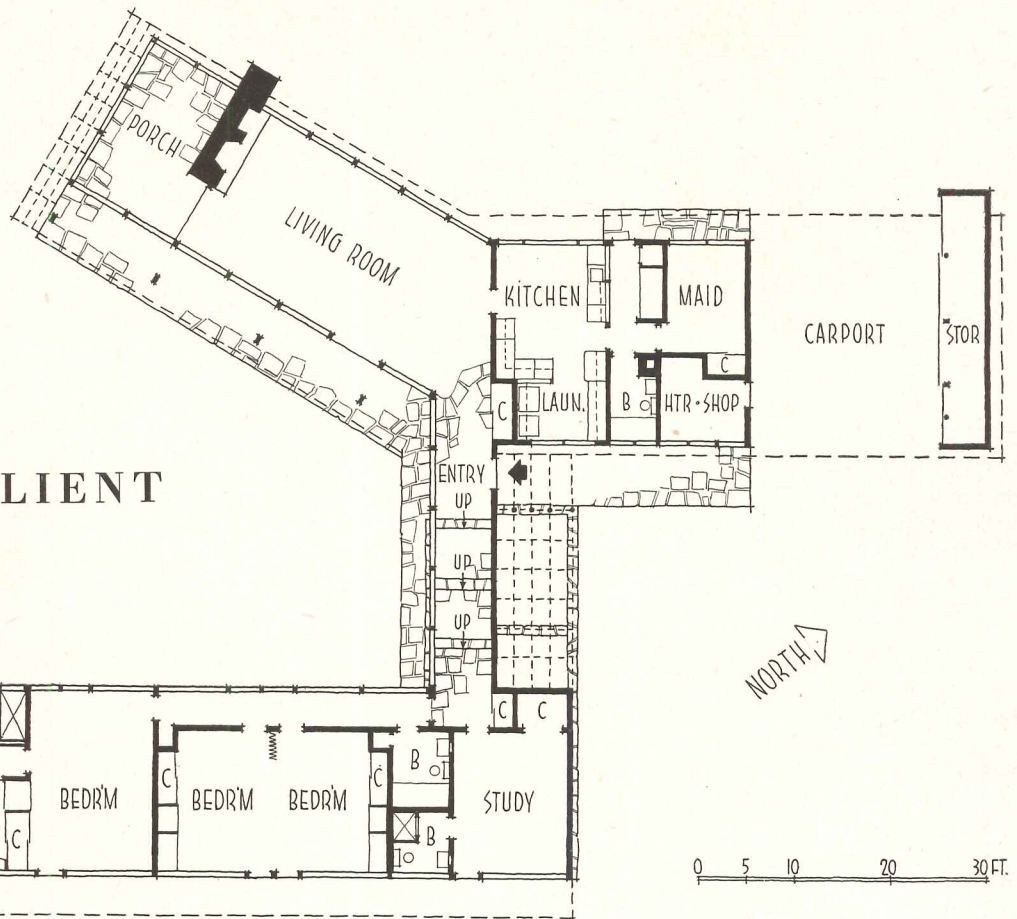 PORCH
LIVING ROOM
KITCHEN
MAID
CARPORT
STOR
C
C
LAUN.
B
HTR·SHOP
LIENT
ENTRY
UP
UP
UP
NORTH
C
C
B
C
C
BEDR'M
BEDR'M
BEDR'M
STUDY
C
B
0 5 10 20 30 FT.